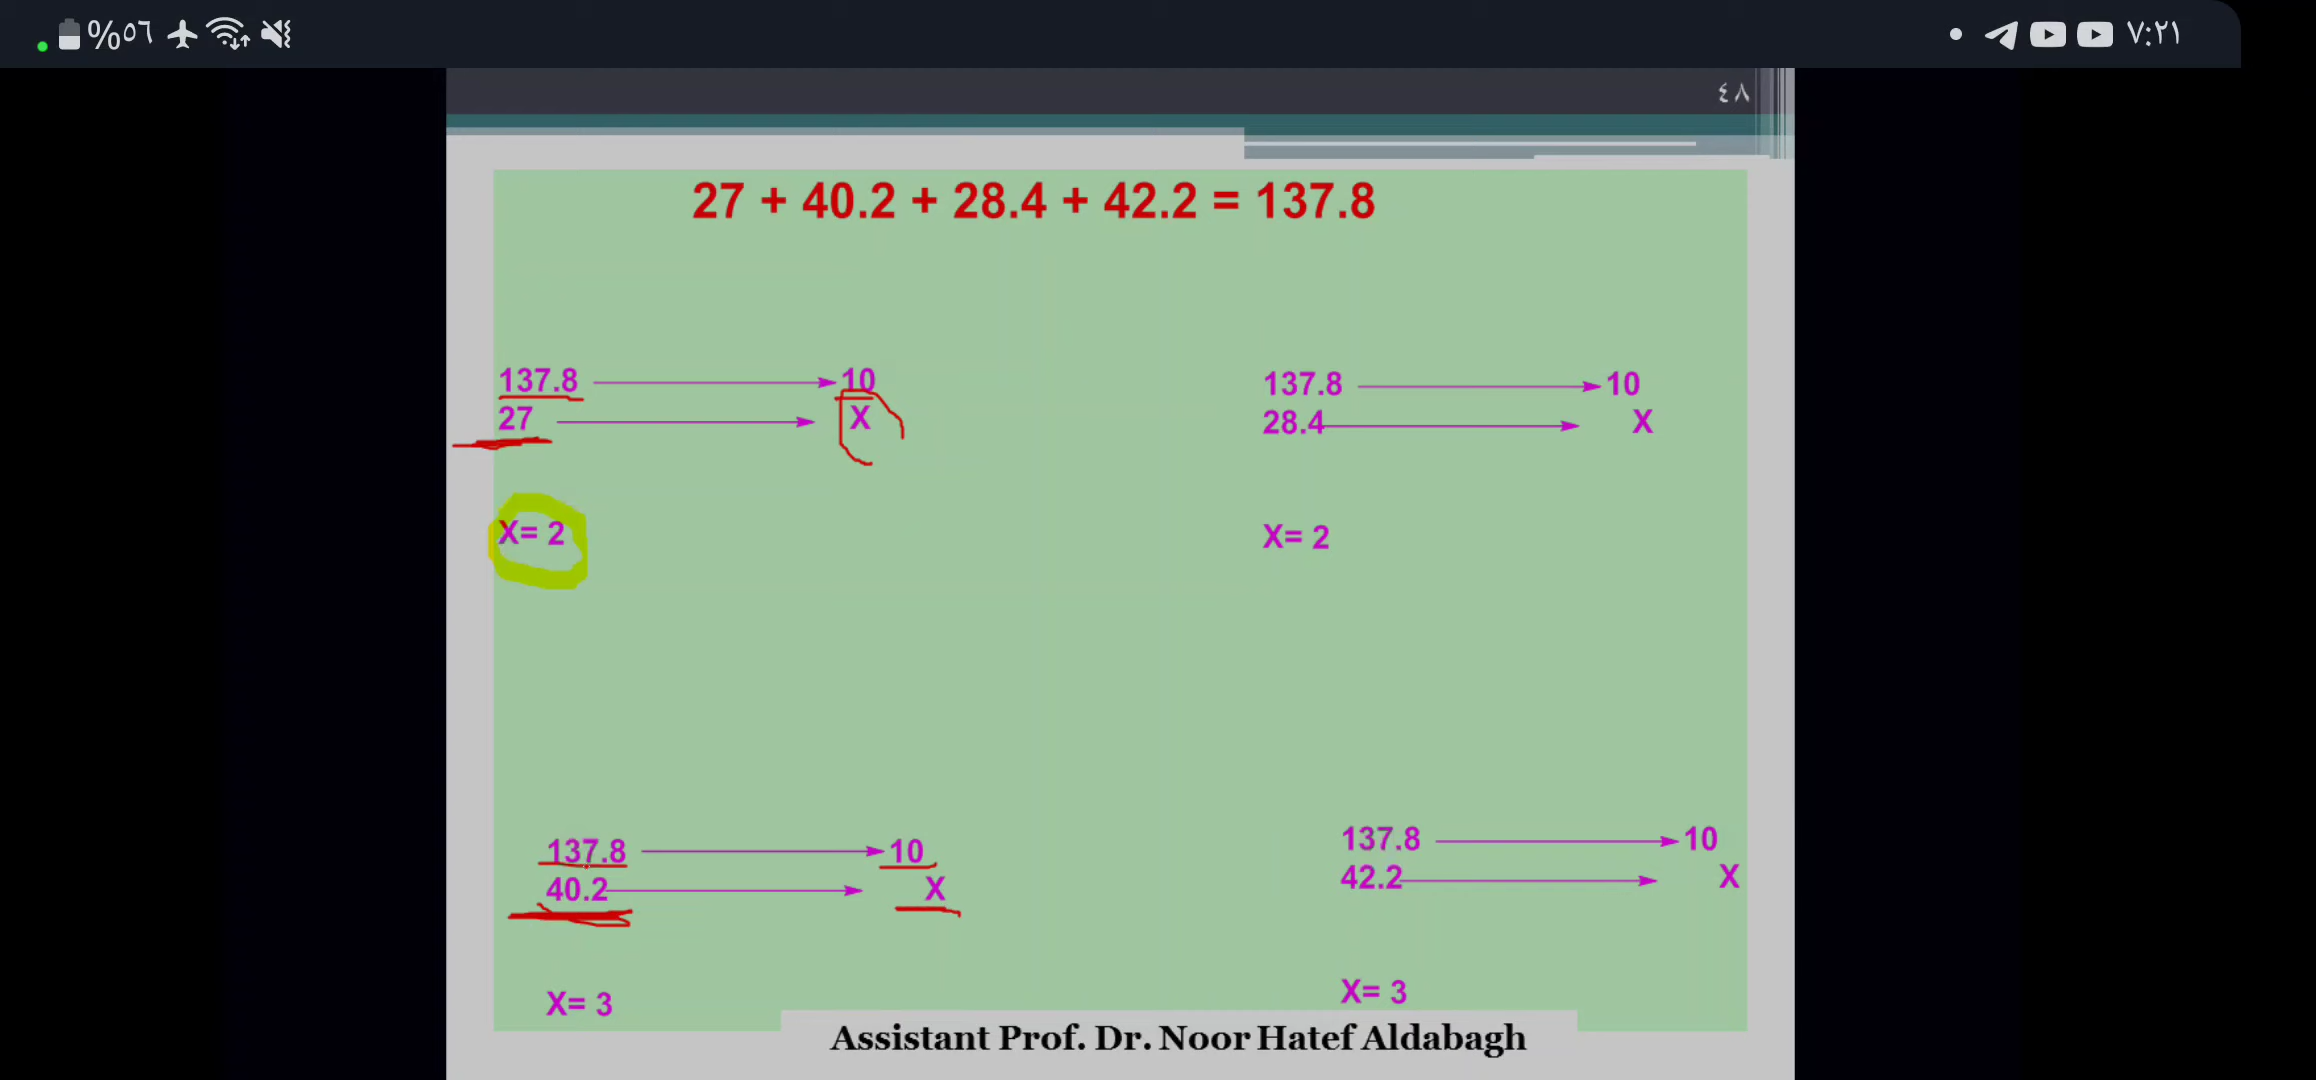 %٥٦
٧:٢١
٤٨
27 + 40.2 + 28.4 + 42.2 = 137.8
137.8 10
27 X
X= 2
137.8 10
28.4 X
X= 2
137.8 10
40.2 X
X= 3
137.8 10
42.2 X
X= 3
Assistant Prof. Dr. Noor Hatef Aldabagh